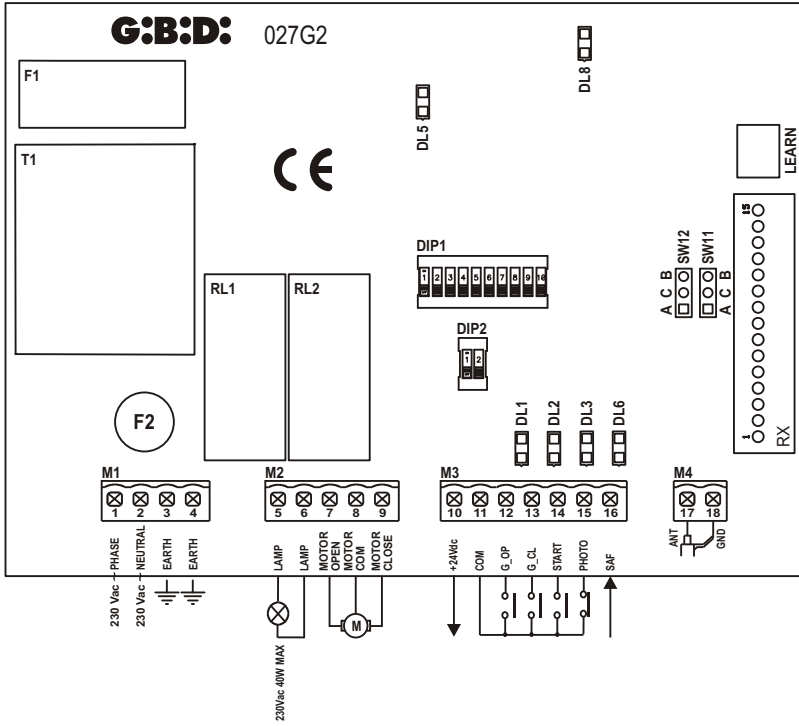 G:B:D: 027G2
F1
T1
CE
DL5
DL8
LEARN
DIP1
1 2 3 4 5 6 7 8 9 10
DIP2
1 2
RL1
RL2
F2
SW12
SW11
A C B
A C B
15
1
RX
DL1
DL2
DL3
DL6
M1
1 2 3 4
M2
5 6 7 8 9
M3
10 11 12 13 14 15 16
M4
17 18
230 Vac ~ PHASE
230 Vac ~ NEUTRAL
EARTH
EARTH
LAMP
LAMP
MOTOR OPEN
MOTOR COM
MOTOR CLOSE
+24Vdc
COM
G_OP
G_CL
START
PHOTO
SAF
ANT
GND
M
230Vac 40W MAX